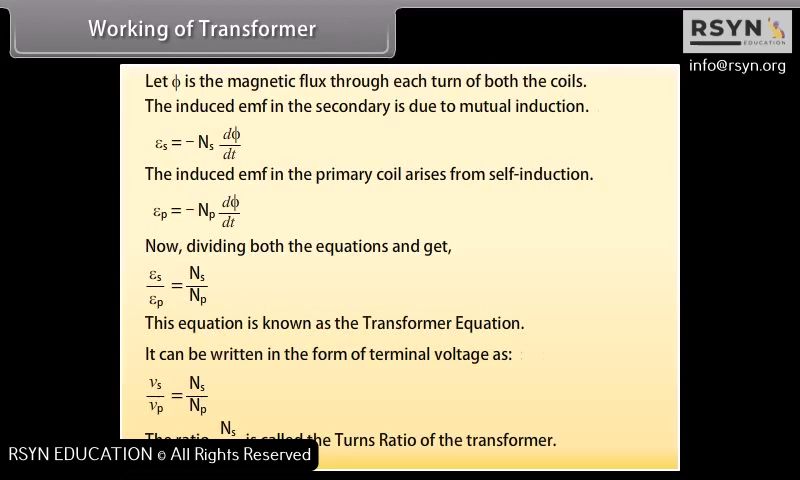 Working of Transformer
RSYN
EDUCATION
info@rsyn.org
Let ϕ is the magnetic flux through each turn of both the coils.
The induced emf in the secondary is due to mutual induction.
εs = − Ns dϕ/dt
The induced emf in the primary coil arises from self-induction.
εp = − Np dϕ/dt
Now, dividing both the equations and get,
εs/εp = Ns/Np
This equation is known as the Transformer Equation.
It can be written in the form of terminal voltage as:
vs/vp = Ns/Np
The ratio Ns is called the Turns Ratio of the transformer.
RSYN EDUCATION © All Rights Reserved